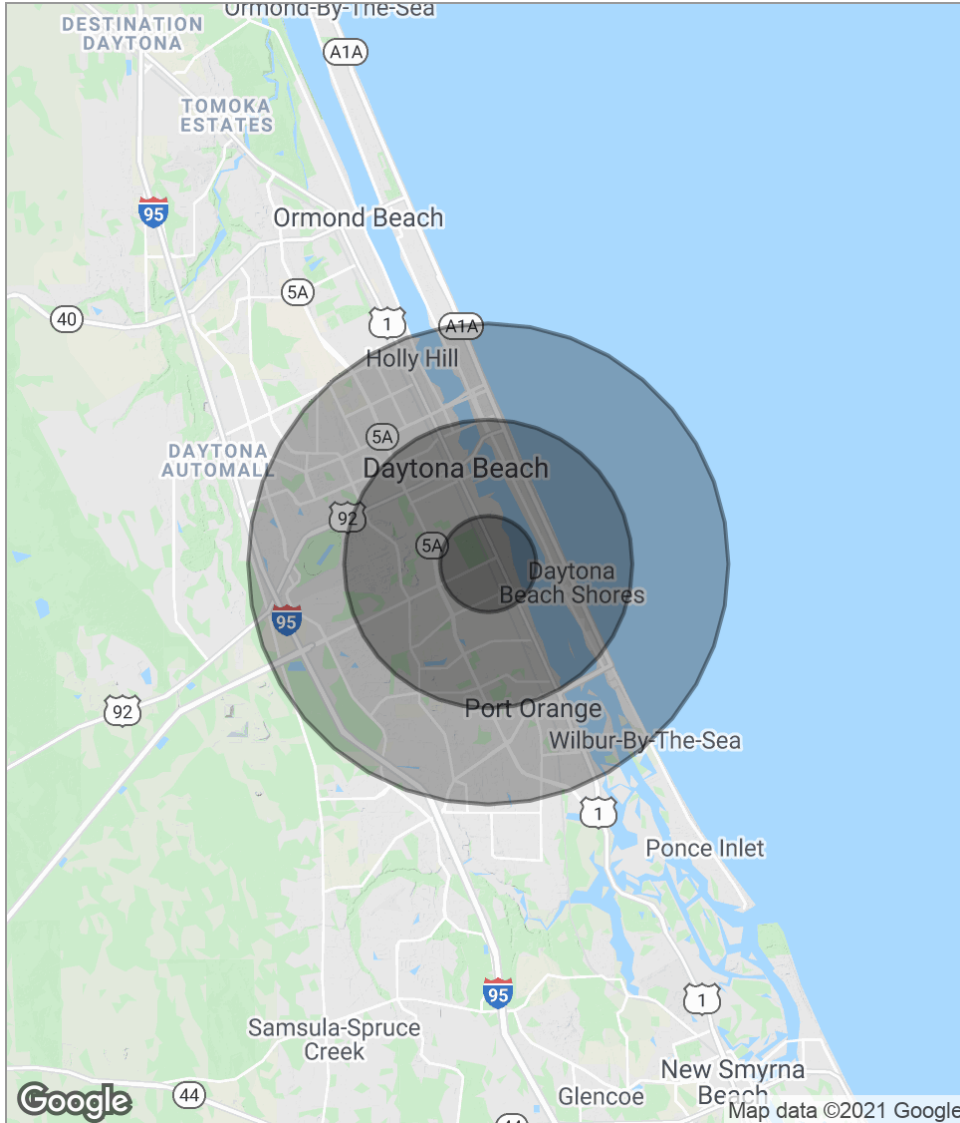 Ormond-By-The-Sea
DESTINATION
DAYTONA
A1A
TOMOKA
ESTATES
95
Ormond Beach
5A
40
1
A1A
Holly Hill
5A
DAYTONA
AUTOMALL
Daytona Beach
92
5A
Daytona
Beach Shores
95
92
Port Orange
Wilbur-By-The-Sea
1
Ponce Inlet
95
1
Samsula-Spruce
Creek
New Smyrna
Beach
44
Glencoe
Google
Map data ©2021 Google
44